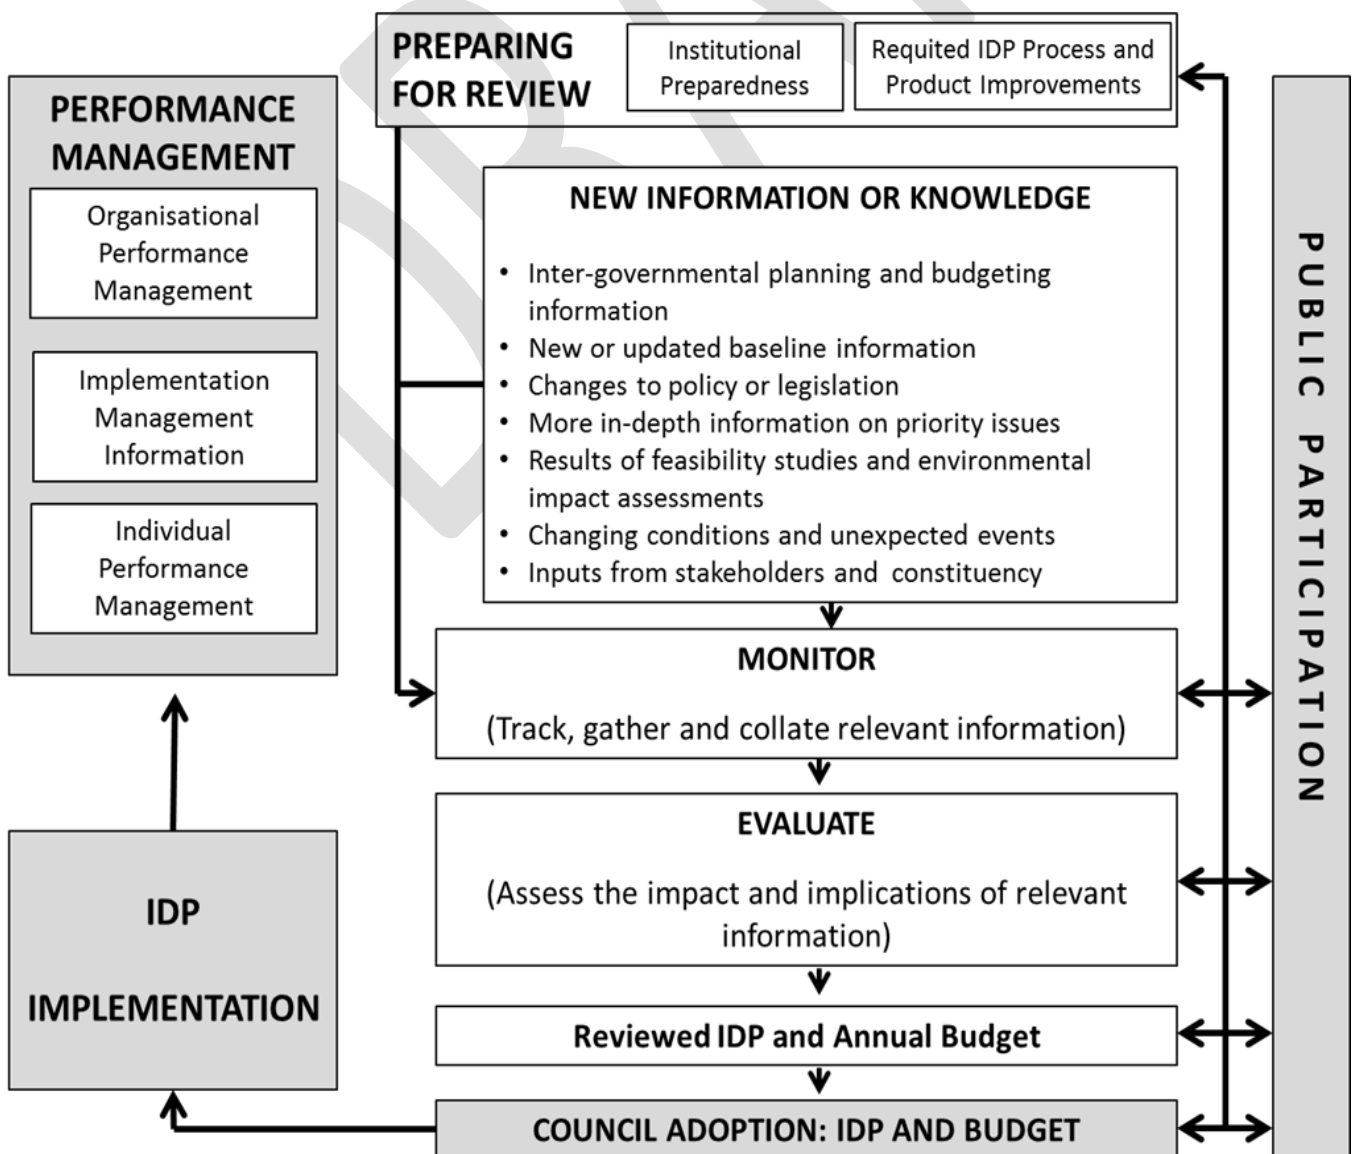 PREPARING
FOR REVIEW
Institutional
Preparedness
Requited IDP Process and
Product Improvements
PERFORMANCE
MANAGEMENT
Organisational
Performance
Management
Implementation
Management
Information
Individual
Performance
Management
NEW INFORMATION OR KNOWLEDGE
• Inter-governmental planning and budgeting
information
• New or updated baseline information
• Changes to policy or legislation
• More in-depth information on priority issues
• Results of feasibility studies and environmental
impact assessments
• Changing conditions and unexpected events
• Inputs from stakeholders and constituency
MONITOR
(Track, gather and collate relevant information)
EVALUATE
(Assess the impact and implications of relevant
information)
Reviewed IDP and Annual Budget
COUNCIL ADOPTION: IDP AND BUDGET
IDP
IMPLEMENTATION
PUBLIC PARTICIPATION